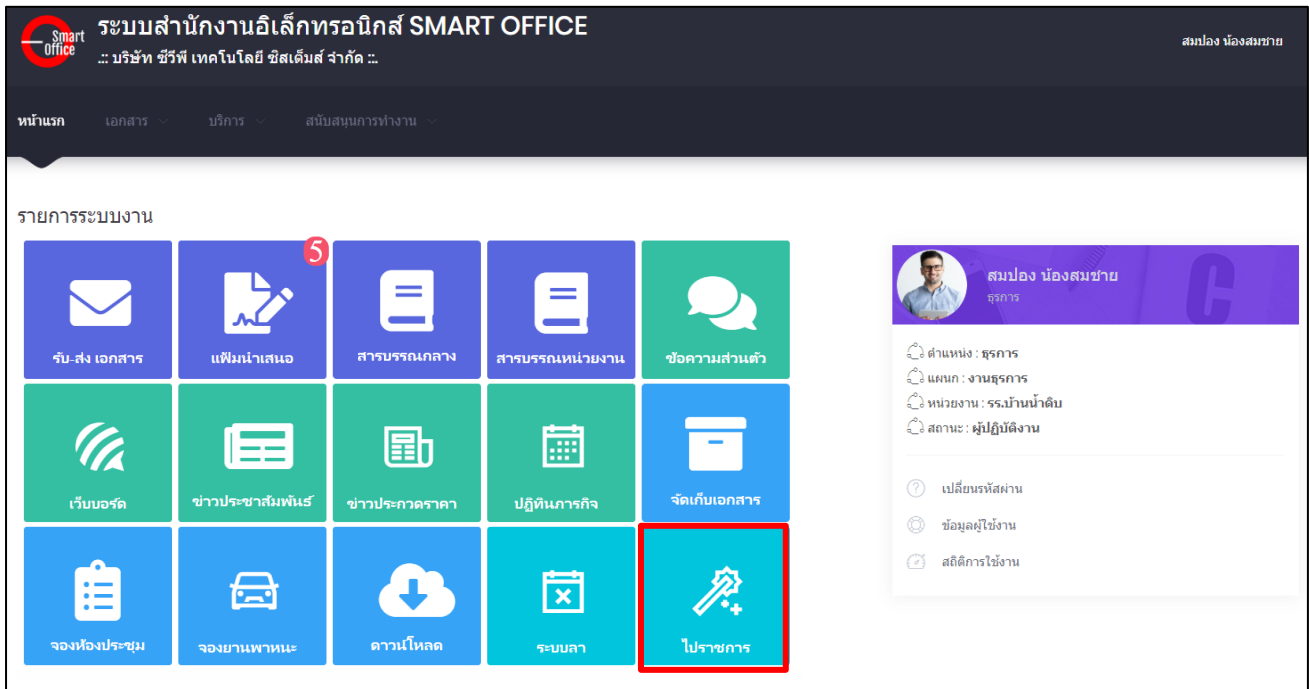 Smart
Office
ระบบสำนักงานอิเล็กทรอนิกส์ SMART OFFICE
.:: บริษัท ซีวีพี เทคโนโลยี ซิสเต็มส์ จำกัด ::.
สมปอง น้องสมชาย
หน้าแรก เอกสาร บริการ สนับสนุนการทำงาน
รายการระบบงาน
5
รับ-ส่ง เอกสาร แฟ้มนำเสนอ สารบรรณกลาง สารบรรณหน่วยงาน ข้อความส่วนตัว
เว็บบอร์ด ข่าวประชาสัมพันธ์ ข่าวประกวดราคา ปฏิทินภารกิจ จัดเก็บเอกสาร
จองห้องประชุม จองยานพาหนะ ดาวน์โหลด ระบบลา ไปราชการ
สมปอง น้องสมชาย
ธุรการ
C
ตำแหน่ง : ธุรการ
แผนก : งานธุรการ
หน่วยงาน : รร.บ้านน้ำดิบ
สถานะ : ผู้ปฏิบัติงาน
เปลี่ยนรหัสผ่าน
ข้อมูลผู้ใช้งาน
สถิติการใช้งาน